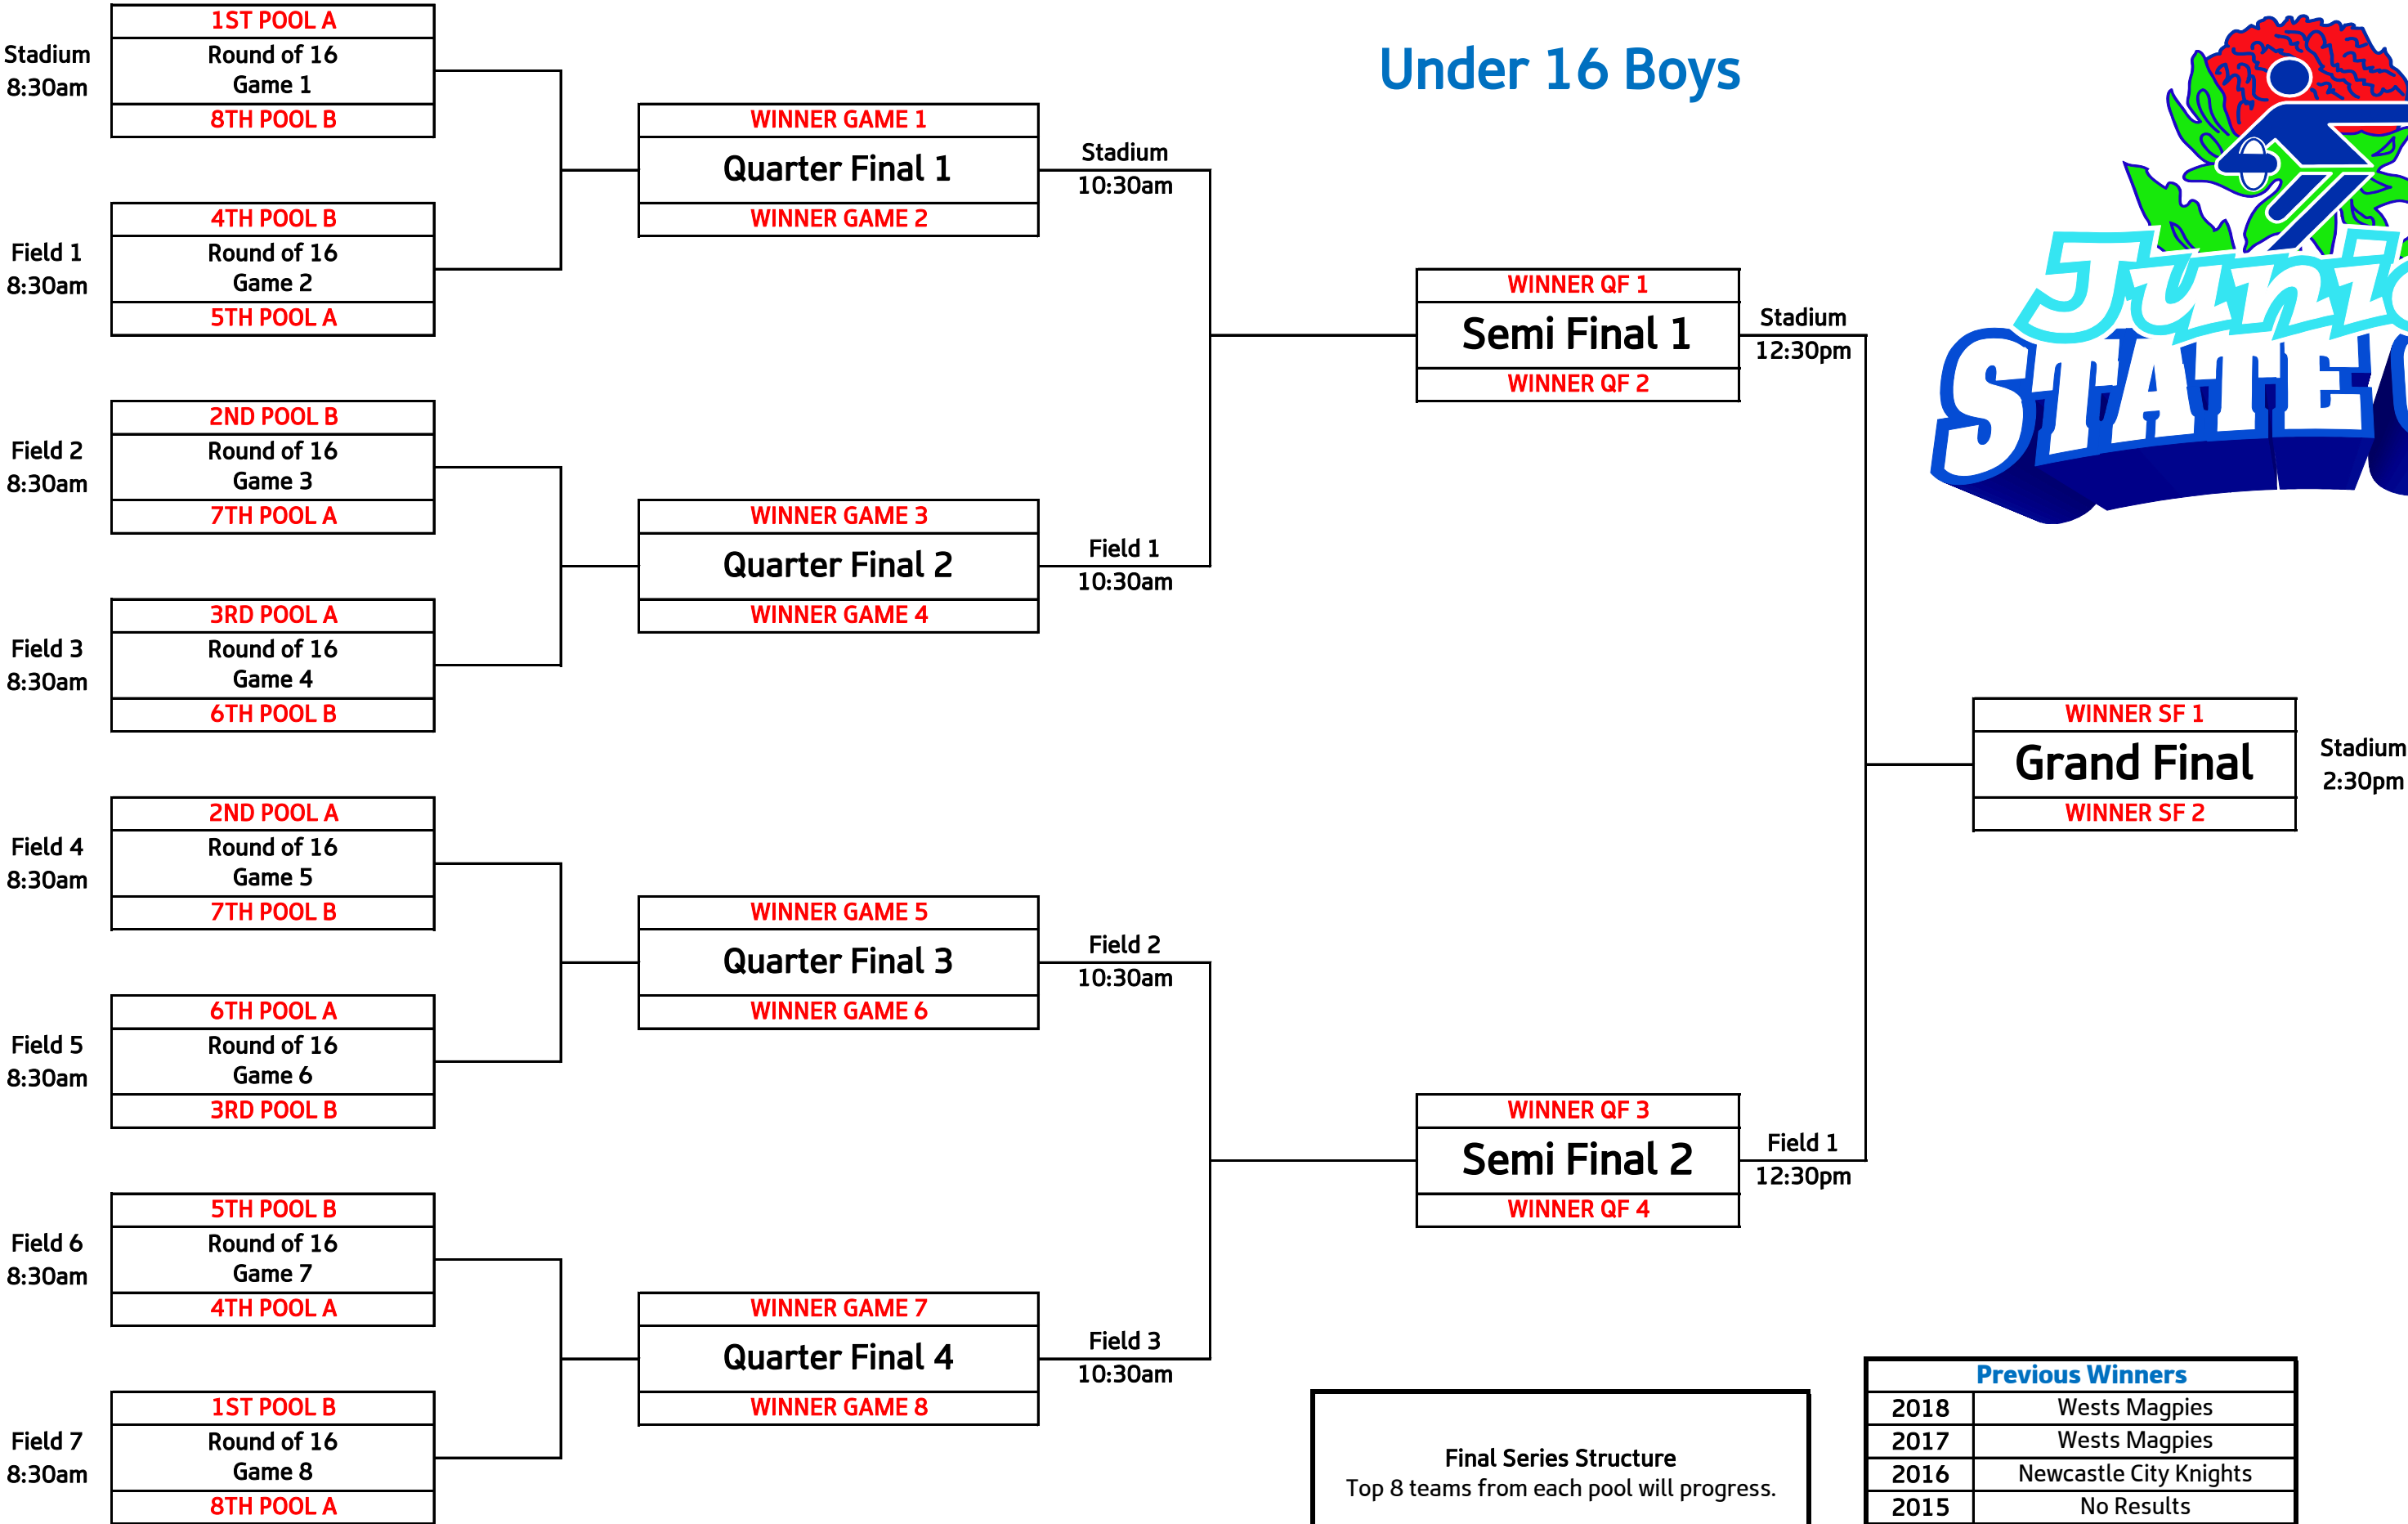 Under 16 Boys
Stadium
8:30am
1ST POOL A
Round of 16
Game 1
8TH POOL B
Field 1
8:30am
4TH POOL B
Round of 16
Game 2
5TH POOL A
Field 2
8:30am
2ND POOL B
Round of 16
Game 3
7TH POOL A
Field 3
8:30am
3RD POOL A
Round of 16
Game 4
6TH POOL B
Field 4
8:30am
2ND POOL A
Round of 16
Game 5
7TH POOL B
Field 5
8:30am
6TH POOL A
Round of 16
Game 6
3RD POOL B
Field 6
8:30am
5TH POOL B
Round of 16
Game 7
4TH POOL A
Field 7
8:30am
1ST POOL B
Round of 16
Game 8
8TH POOL A
WINNER GAME 1
Quarter Final 1
WINNER GAME 2
Stadium
10:30am
WINNER GAME 3
Quarter Final 2
WINNER GAME 4
Field 1
10:30am
WINNER GAME 5
Quarter Final 3
WINNER GAME 6
Field 2
10:30am
WINNER GAME 7
Quarter Final 4
WINNER GAME 8
Field 3
10:30am
WINNER QF 1
Semi Final 1
WINNER QF 2
Stadium
12:30pm
WINNER QF 3
Semi Final 2
WINNER QF 4
Field 1
12:30pm
WINNER SF 1
Grand Final
WINNER SF 2
Stadium
2:30pm
STATE
Final Series Structure
Top 8 teams from each pool will progress.
Previous Winners
2018 Wests Magpies
2017 Wests Magpies
2016 Newcastle City Knights
2015 No Results